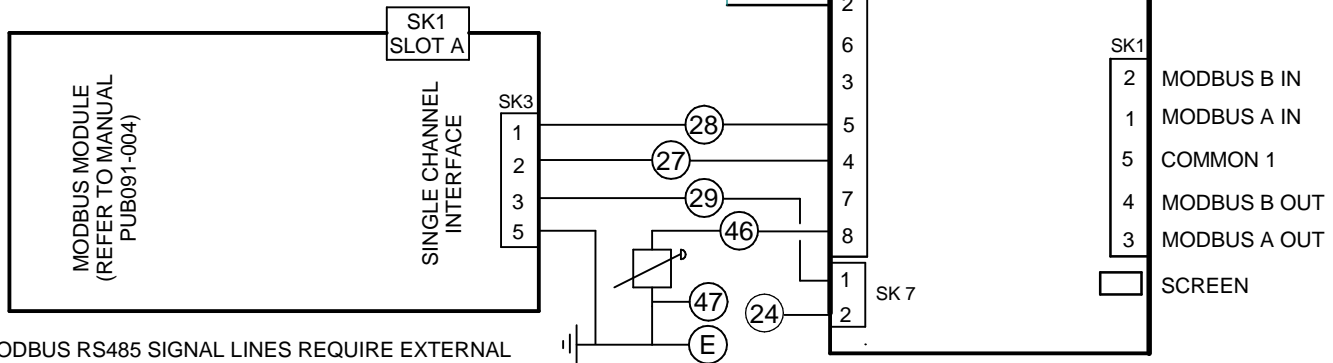 SK1
SLOT A
MODBUS MODULE
(REFER TO MANUAL
PUB091-004)
SINGLE CHANNEL
INTERFACE
SK3
1
2
3
5
28
27
29
46
47
24
E
2
6
3
5
4
7
8
1
2
SK 7
SK1
2 MODBUS B IN
1 MODBUS A IN
5 COMMON 1
4 MODBUS B OUT
3 MODBUS A OUT
SCREEN
ODBUS RS485 SIGNAL LINES REQUIRE EXTERNAL